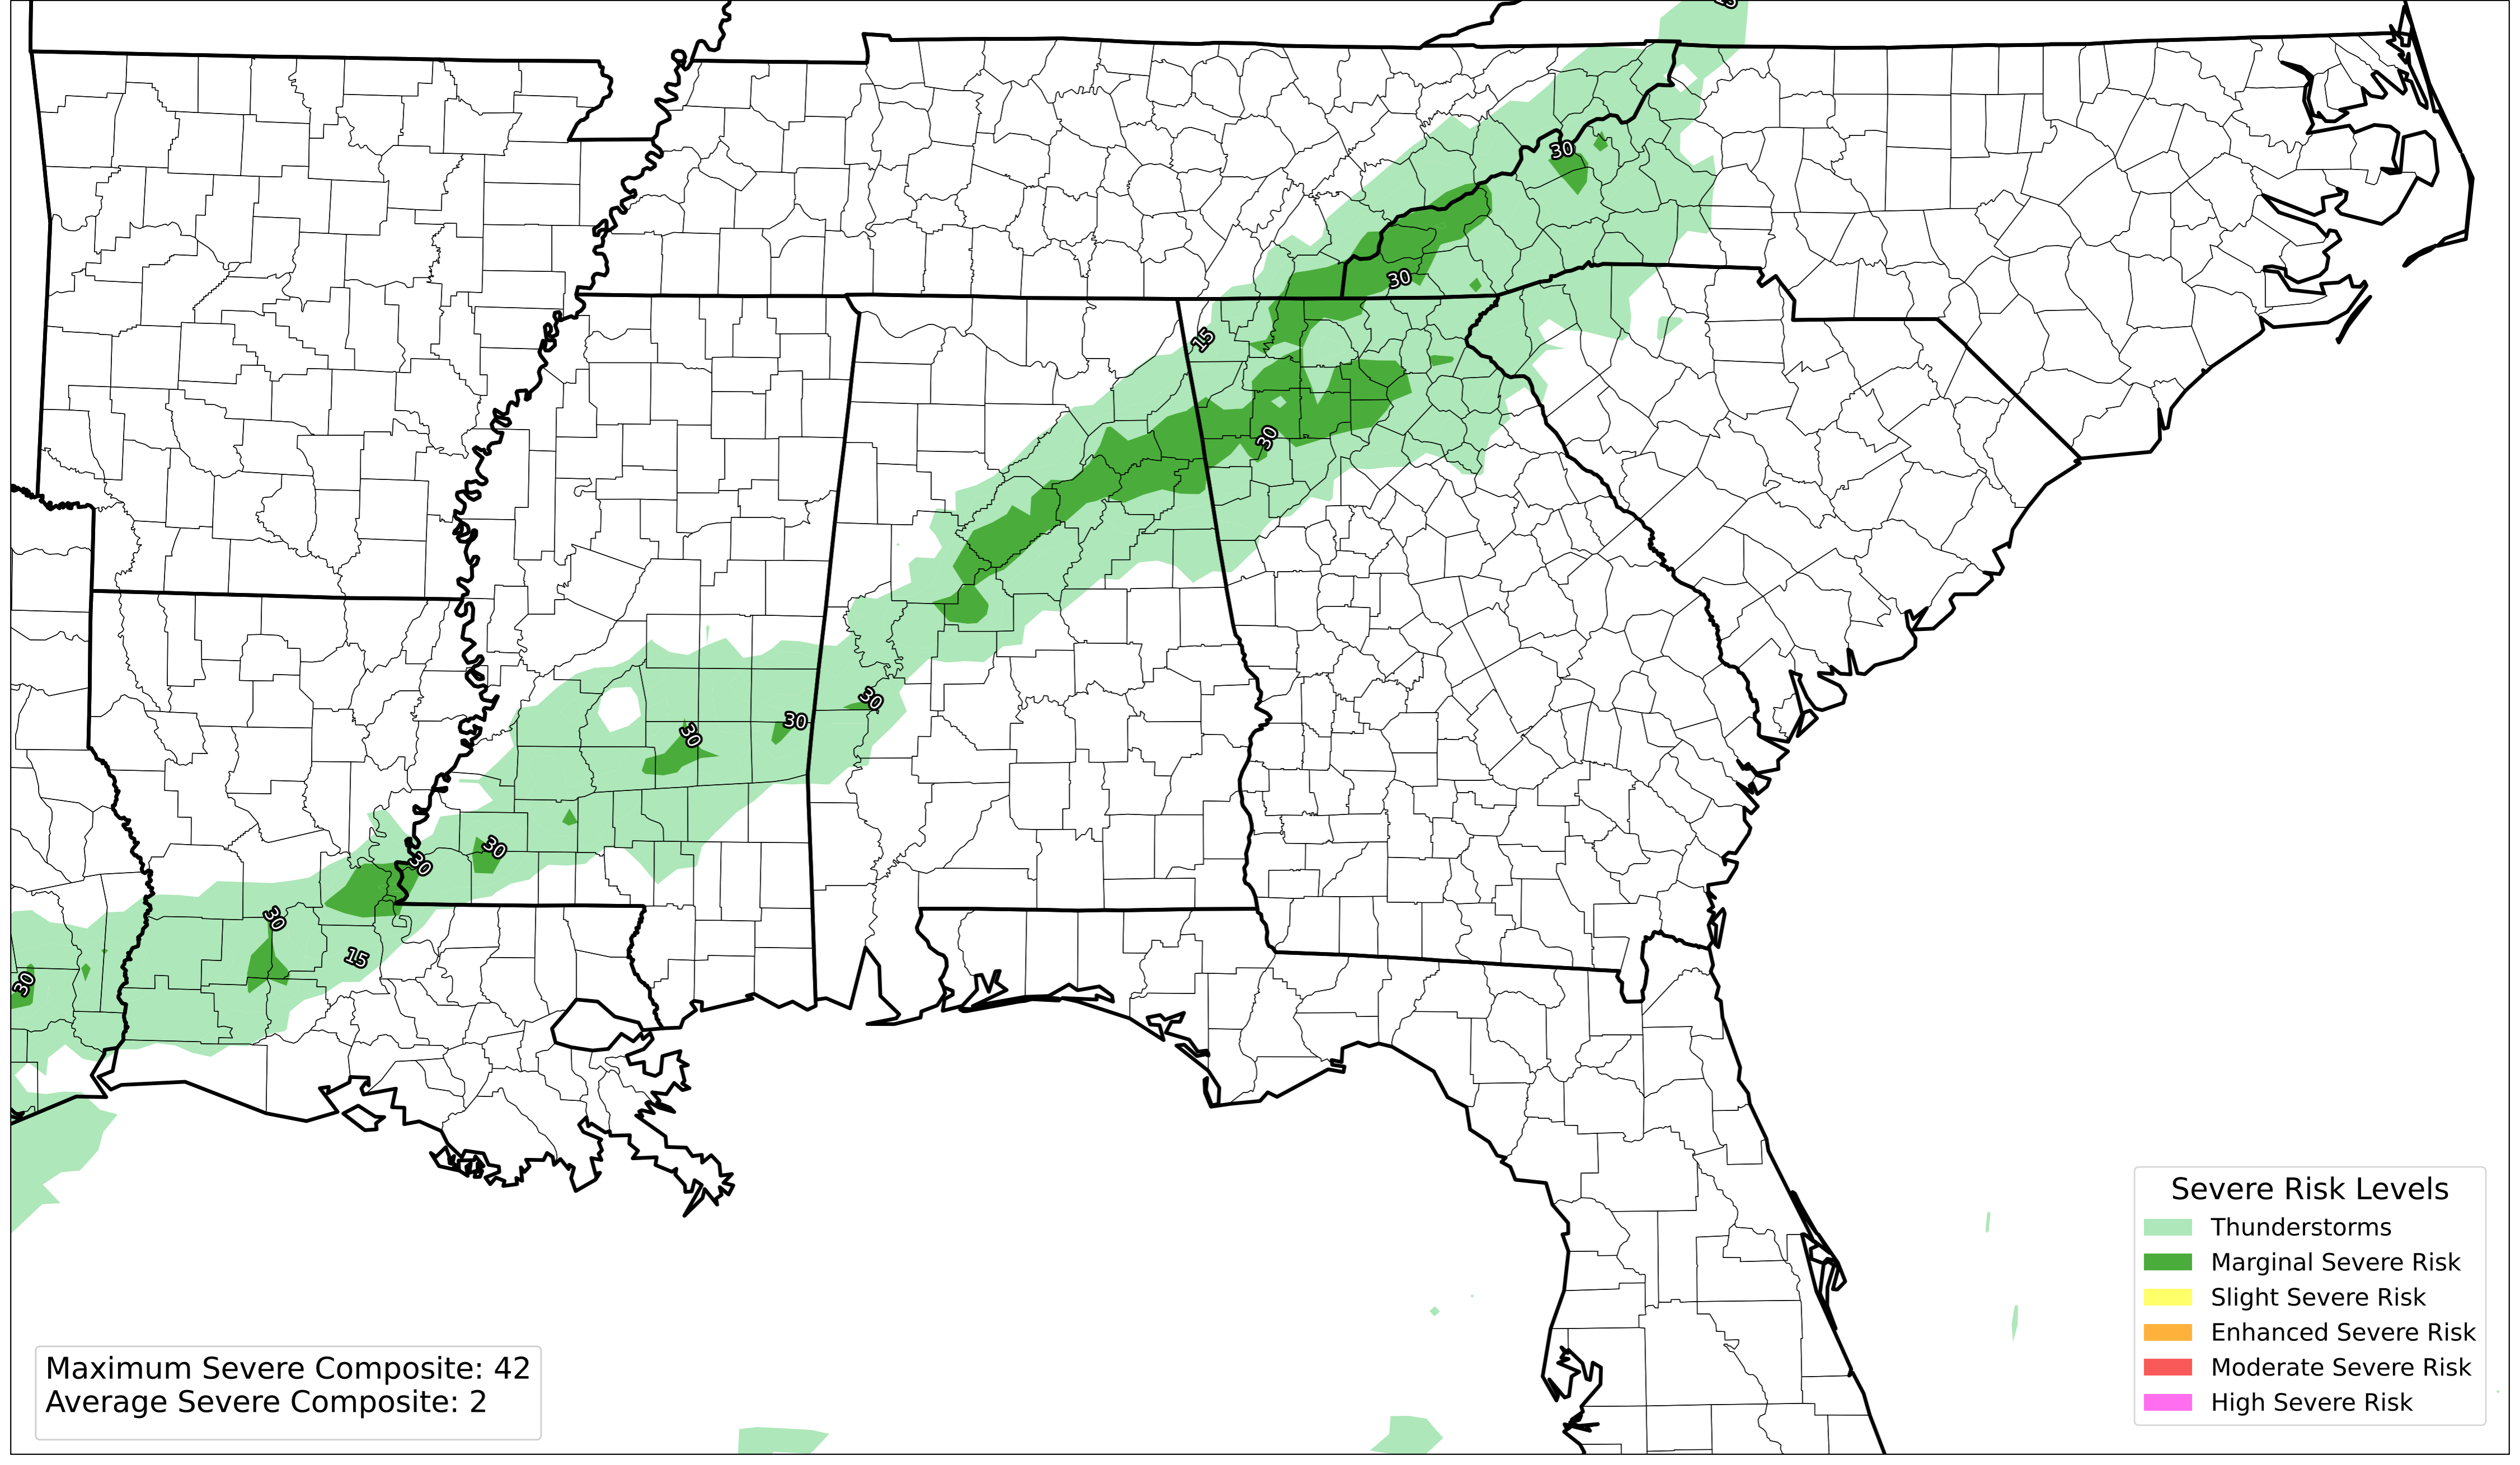 15
30
30
15
30
30
30
30
30
30
30
15
30
Severe Risk Levels
Thunderstorms
Marginal Severe Risk
Slight Severe Risk
Enhanced Severe Risk
Moderate Severe Risk
High Severe Risk
Maximum Severe Composite: 42
Average Severe Composite: 2